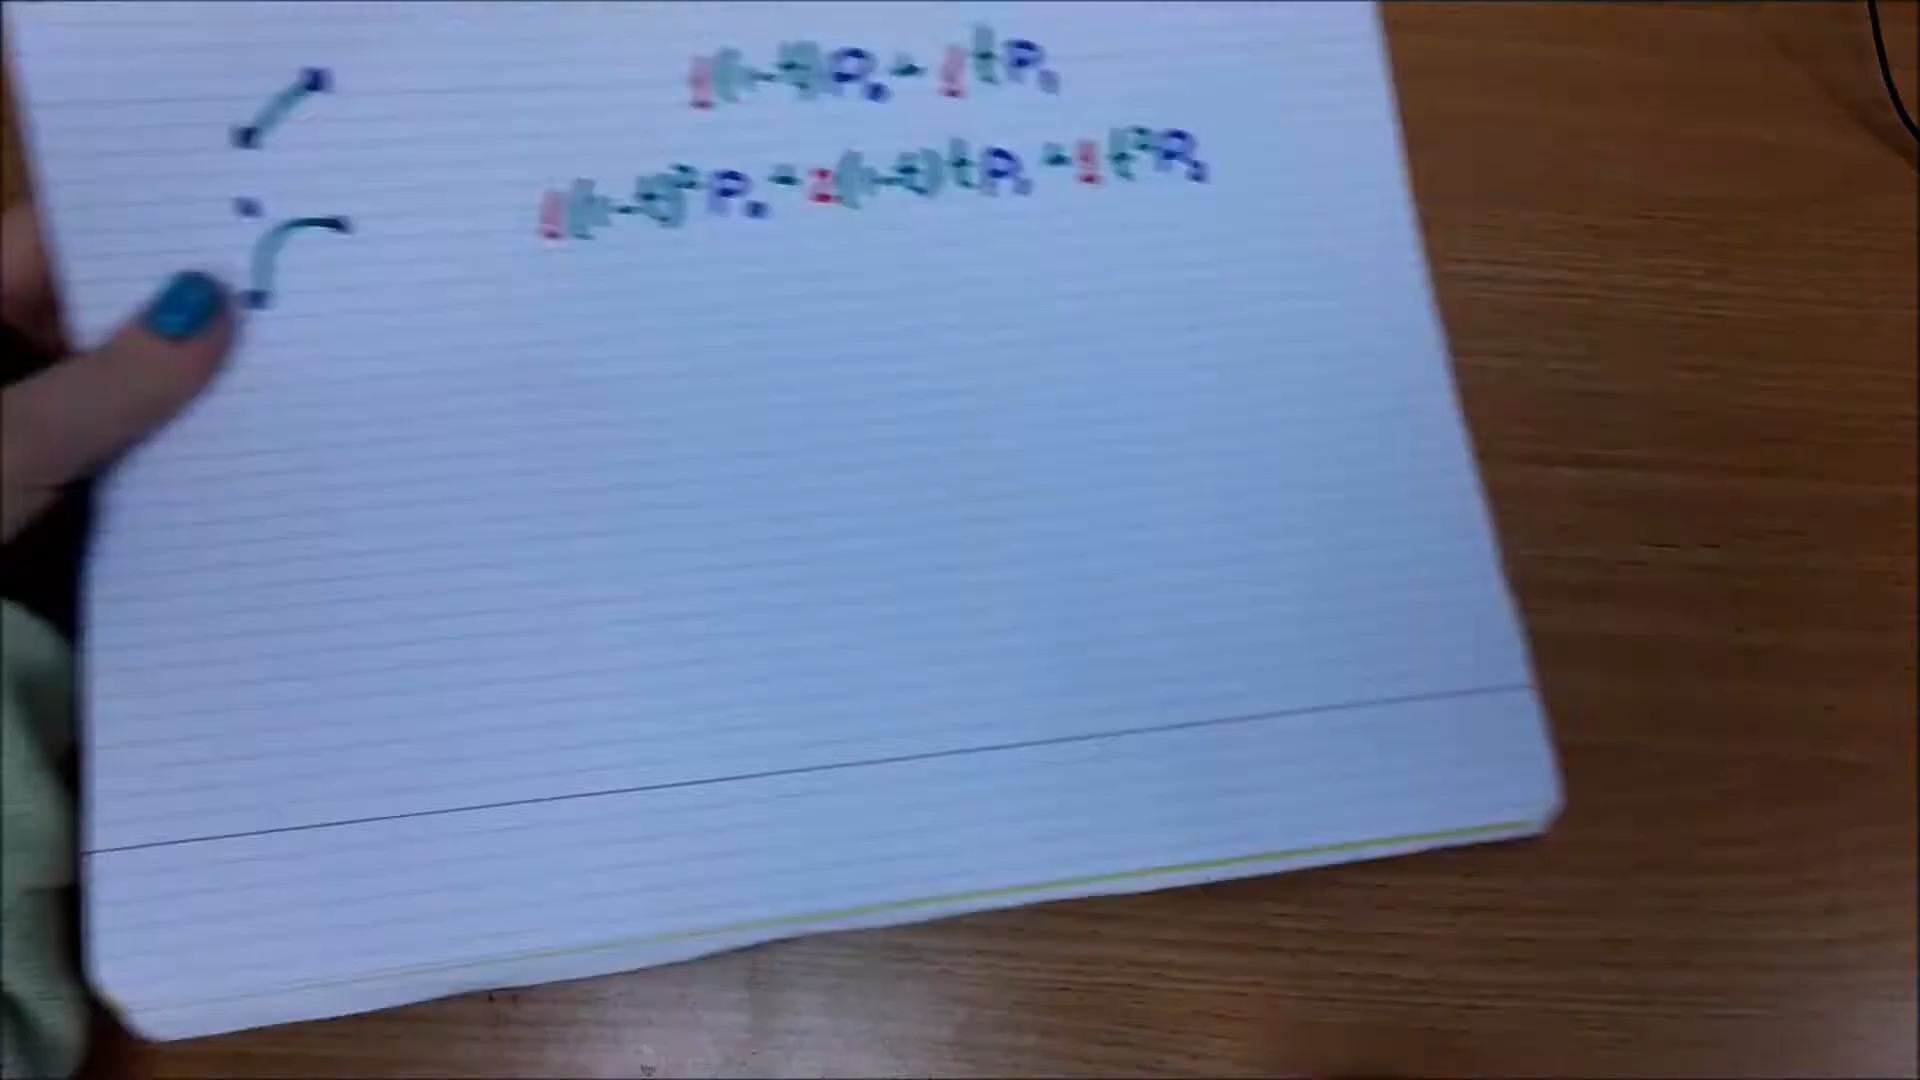 1(1-t)P₀ + 1tP₁
1(1-t)²P₀ + 2(1-t)tP₁ + 1t²P₂